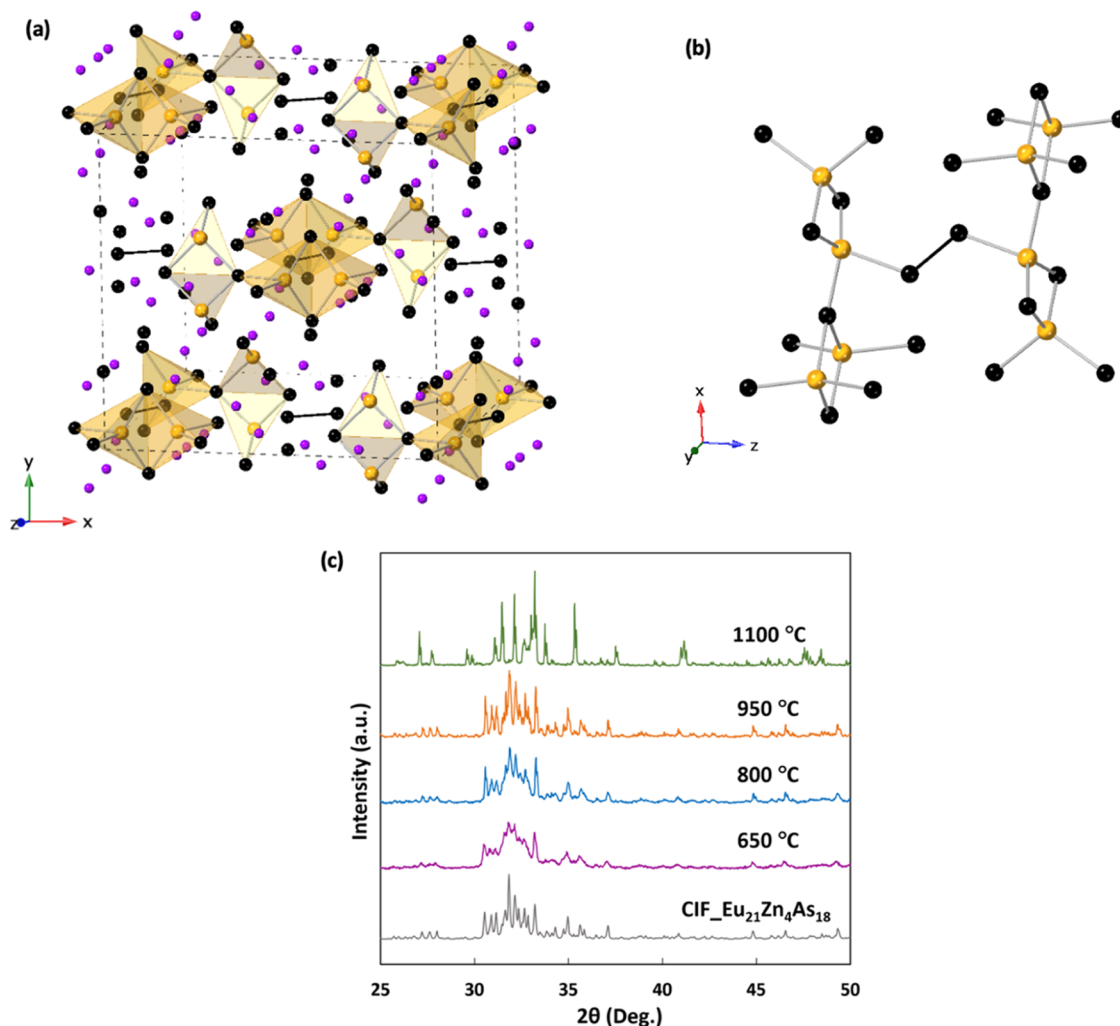 (a)
(b)
y
z
x
x
y
z
(c)
1100 °C
950 °C
800 °C
650 °C
CIF_Eu₂₁Zn₄As₁₈
Intensity (a.u.)
25 30 35 40 45 50
2θ (Deg.)